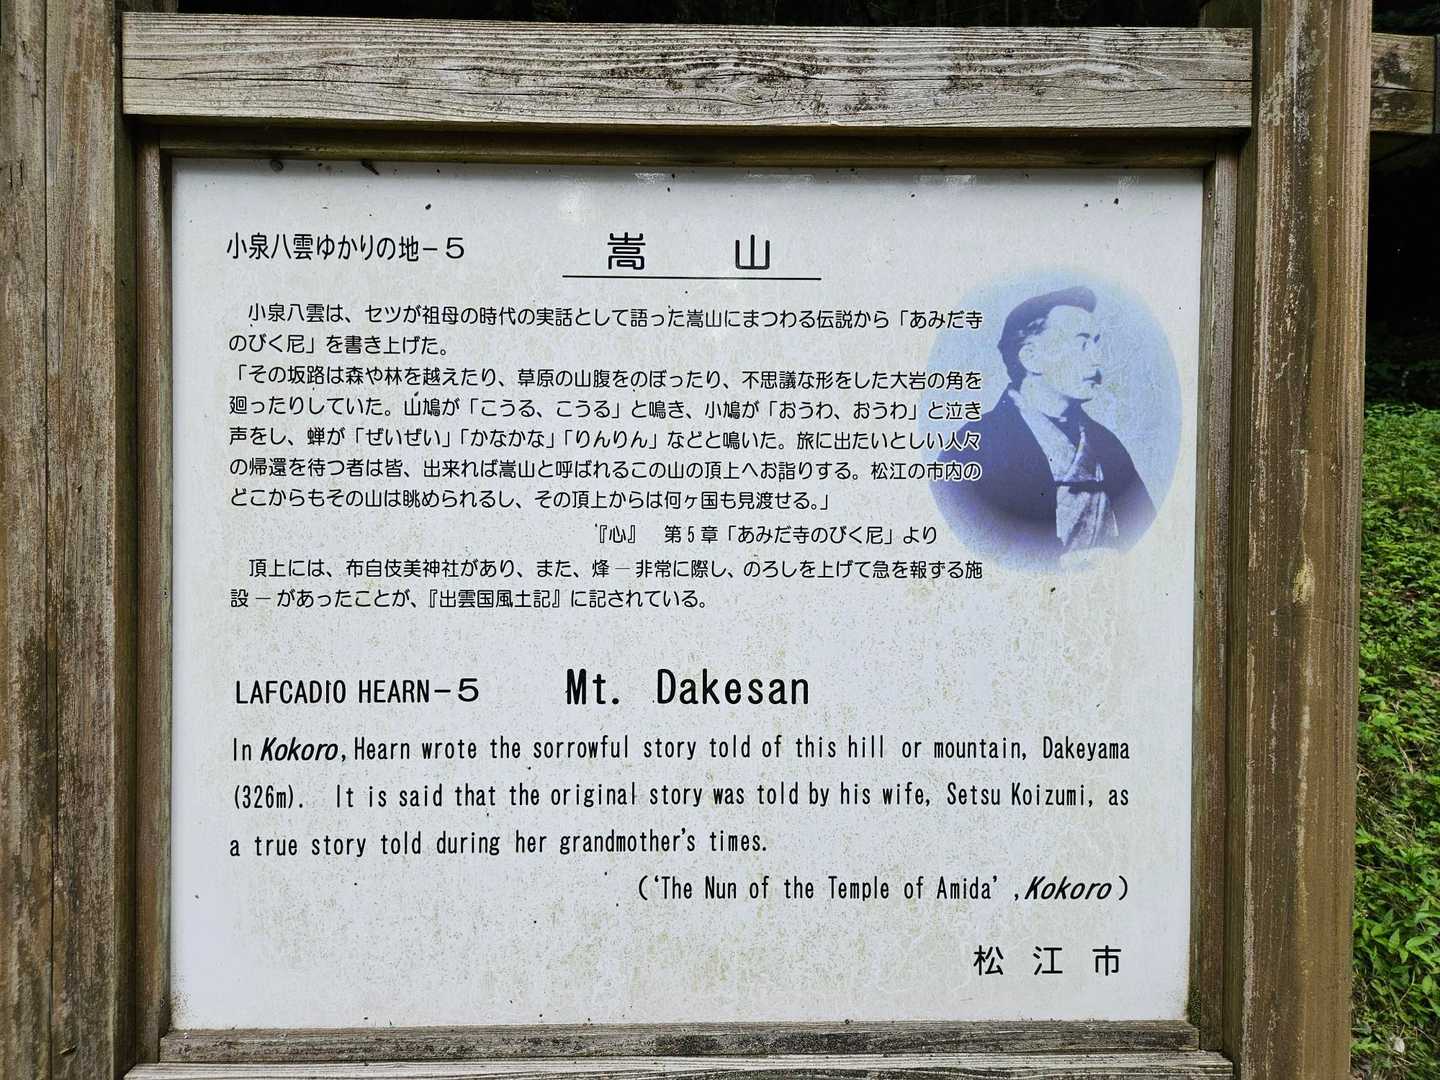 小泉八雲ゆかりの地－5
嵩山
小泉八雲は、セツが祖母の時代の実話として語った嵩山にまつわる伝説から「あみだ寺
のびく尼」を書き上げた。
「その坂路は森や林を越えたり、草原の山腹をのぼったり、不思議な形をした大岩の角を
廻ったりしていた。山鳩が「こうる、こうる」と鳴き、小鳩が「おうわ、おうわ」と泣き
声をし、蝉が「ぜいぜい」「かなかな」「りんりん」などと鳴いた。旅に出たいとしい人々
の帰還を待つ者は皆、出来れば嵩山と呼ばれるこの山の頂上へお詣りする。松江の市内の
どこからもその山は眺められるし、その頂上からは何ヶ国も見渡せる。」
『心』 第5章「あみだ寺のびく尼」より
頂上には、布自伎美神社があり、また、烽－非常に際し、のろしを上げて急を報ずる施
設－があったことが、『出雲国風土記』に記されている。
LAFCADIO HEARN－5
Mt. Dakesan
In Kokoro, Hearn wrote the sorrowful story told of this hill or mountain, Dakeyama
(326m). It is said that the original story was told by his wife, Setsu Koizumi, as
a true story told during her grandmother's times.
('The Nun of the Temple of Amida', Kokoro)
松江市